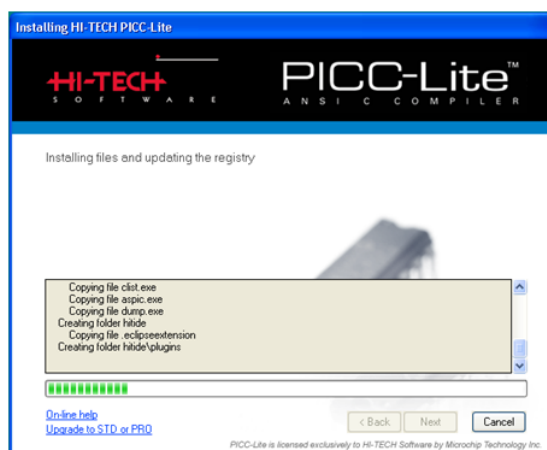 Installing HI-TECH PICC-Lite
HI-TECH
SOFTWARE
PICC-Lite™
ANSI C COMPILER
Installing files and updating the registry
Copying file clist.exe
Copying file aspic.exe
Copying file dump.exe
Creating folder hitide
Copying file .eclipseextension
Creating folder hitide\plugins
On-line help
Upgrade to STD or PRO
< Back
Next
Cancel
PICC-Lite is licensed exclusively to HI-TECH Software by Microchip Technology Inc.